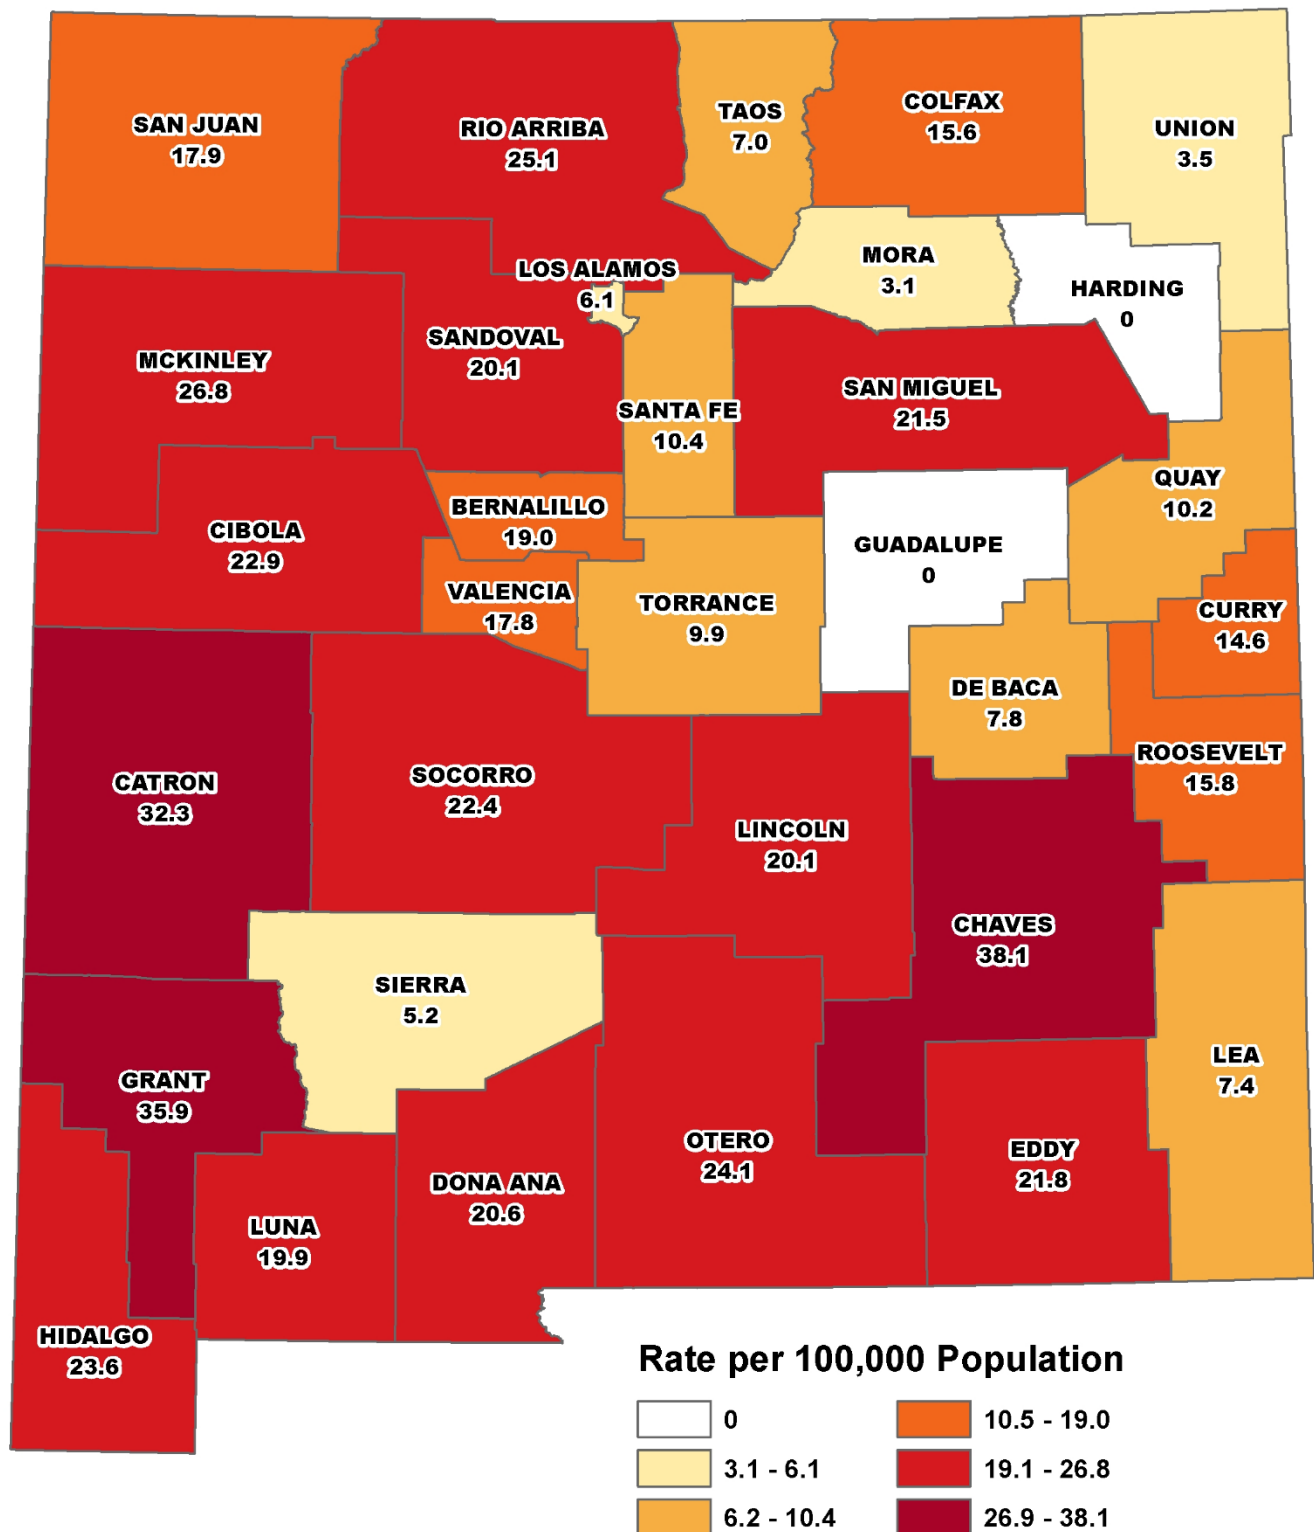 SAN JUAN
17.9
RIO ARRIBA
25.1
TAOS
7.0
COLFAX
15.6
UNION
3.5
MORA
3.1
HARDING
0
LOS ALAMOS
6.1
SANDOVAL
20.1
MCKINLEY
26.8
SANTA FE
10.4
SAN MIGUEL
21.5
QUAY
10.2
CIBOLA
22.9
BERNALILLO
19.0
GUADALUPE
0
VALENCIA
17.8
TORRANCE
9.9
CURRY
14.6
DE BACA
7.8
ROOSEVELT
15.8
CATRON
32.3
SOCORRO
22.4
LINCOLN
20.1
CHAVES
38.1
SIERRA
5.2
LEA
7.4
GRANT
35.9
OTERO
24.1
EDDY
21.8
DONA ANA
20.6
LUNA
19.9
HIDALGO
23.6
Rate per 100,000 Population
0
3.1 - 6.1
6.2 - 10.4
10.5 - 19.0
19.1 - 26.8
26.9 - 38.1